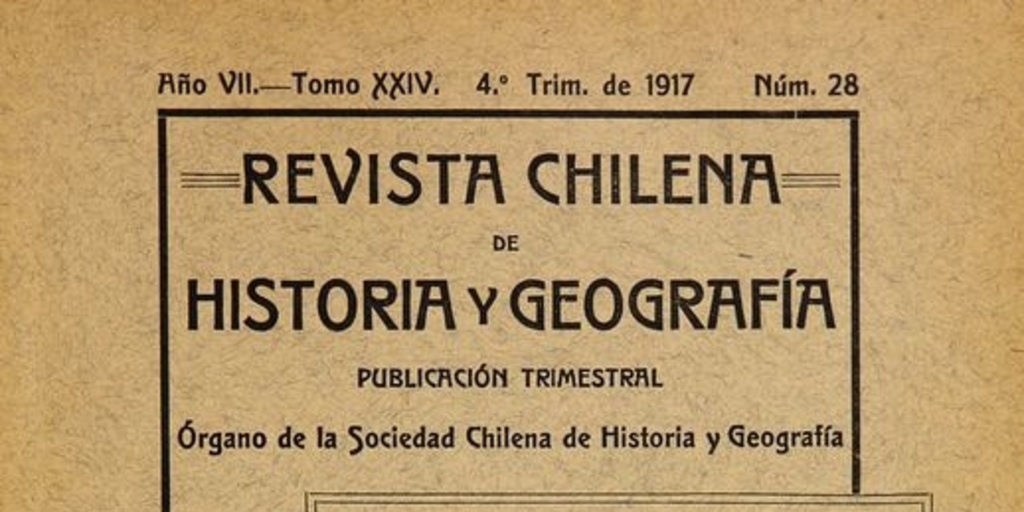 Año VII.—Tomo XXIV. 4.° Trim. de 1917 Núm. 28
REVISTA CHILENA
DE
HISTORIA Y GEOGRAFÍA
PUBLICACIÓN TRIMESTRAL
Órgano de la Sociedad Chilena de Historia y Geografía